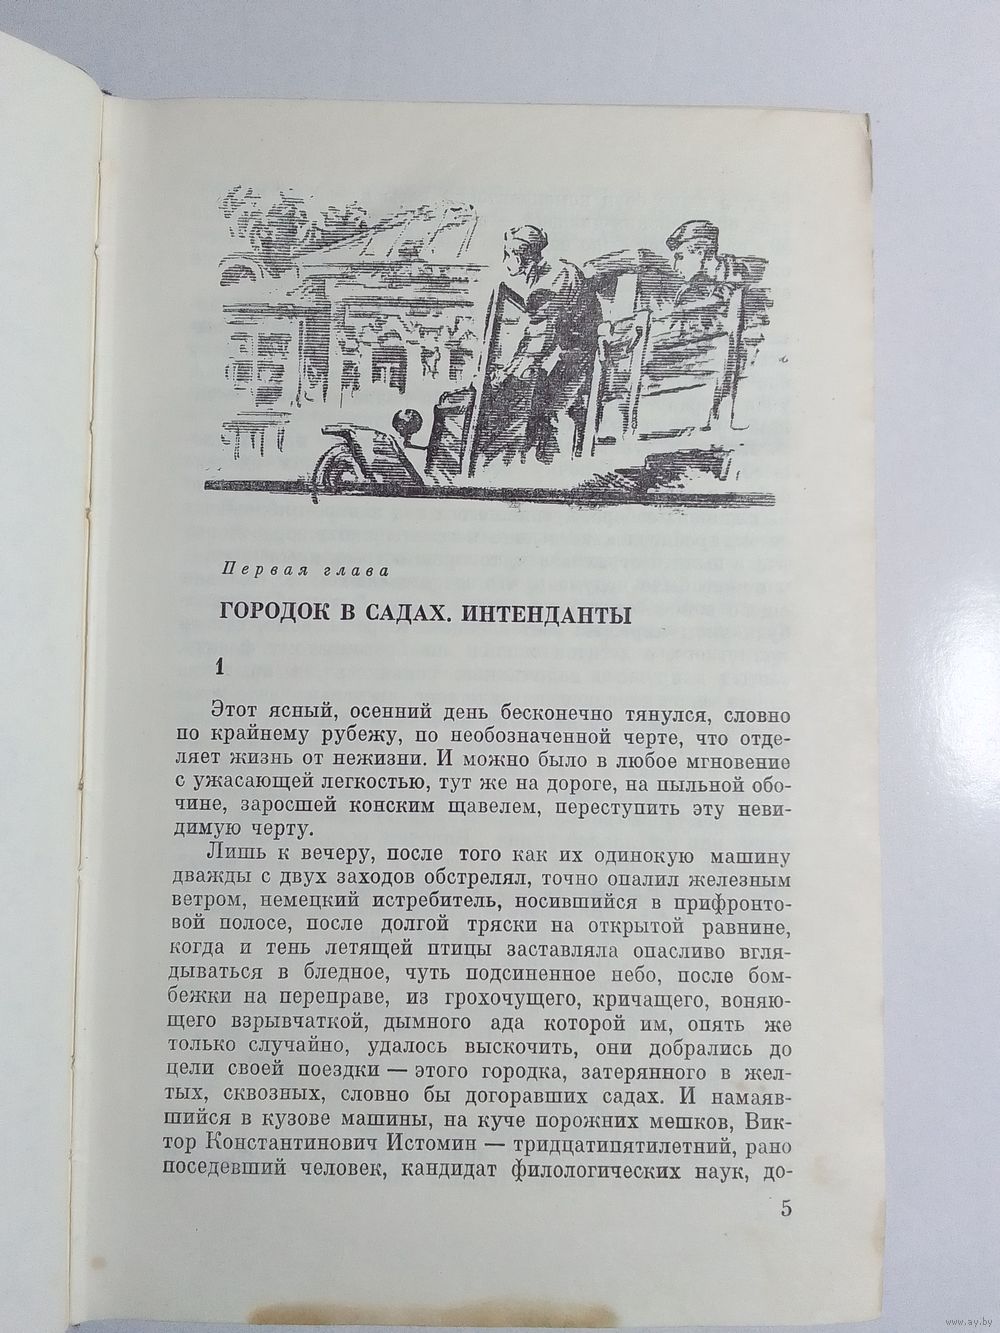 Первая глава
ГОРОДОК В САДАХ. ИНТЕНДАНТЫ
1
Этот ясный, осенний день бесконечно тянулся, словно
по крайнему рубежу, по необозначенной черте, что отде-
ляет жизнь от нежизни. И можно было в любое мгновение
с ужасающей легкостью, тут же на дороге, на пыльной обо-
чине, заросшей конским щавелем, переступить эту неви-
димую черту.
Лишь к вечеру, после того как их одинокую машину
дважды с двух заходов обстрелял, точно опалил железным
ветром, немецкий истребитель, носившийся в прифронто-
вой полосе, после долгой тряски на открытой равнине,
когда и тень летящей птицы заставляла опасливо вгля-
дываться в бледное, чуть подсиненное небо, после бом-
бежки на переправе, из грохочущего, кричащего, воняю-
щего взрывчаткой, дымного ада которой им, опять же
только случайно, удалось выскочить, они добрались до
цели своей поездки — этого городка, затерянного в жел-
тых, сквозных, словно бы догоравших садах. И намаяв-
шийся в кузове машины, на куче порожних мешков, Вик-
тор Константинович Истомин — тридцатипятилетний, рано
поседевший человек, кандидат филологических наук, до-
5
www.ay.by